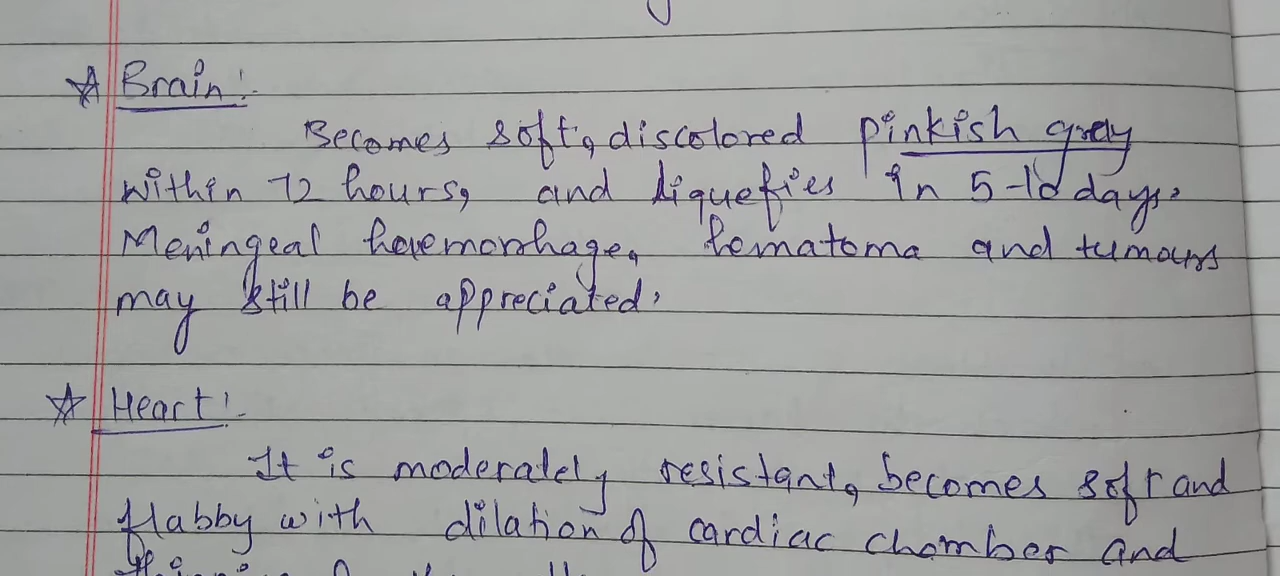 ☆ Brain:-
Becomes soft, discolored pinkish grey
within 72 hours, and liquefies in 5-10 days.
Meningeal haemorrhage, hematoma and tumours
may still be appreciated.
☆ Heart:-
It is moderately resistant, becomes soft and
flabby with dilation of cardiac chamber and